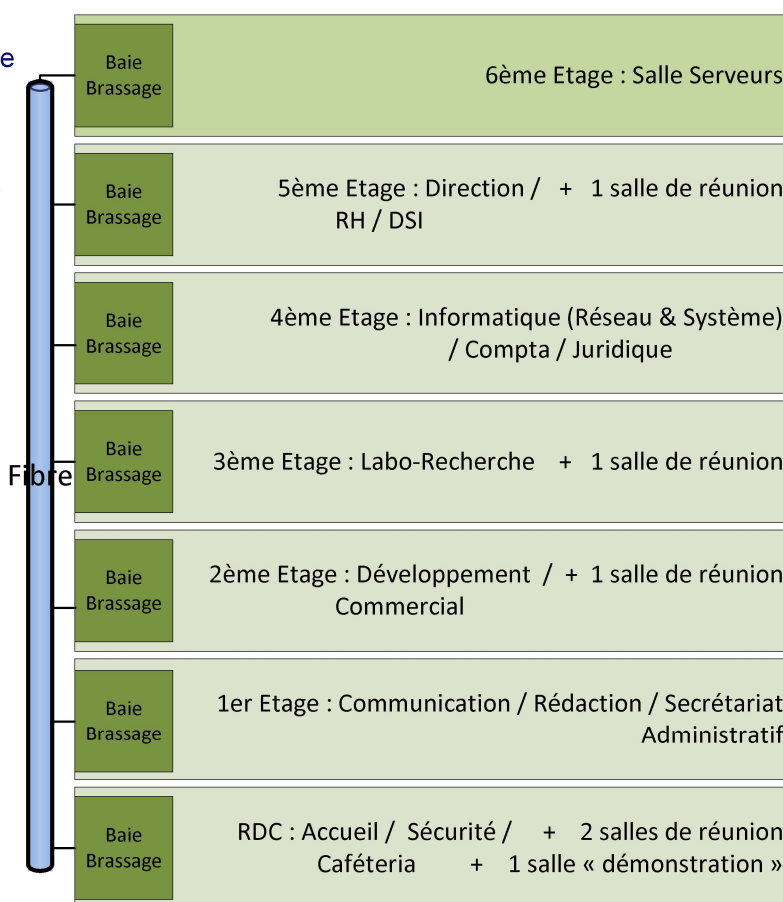 e
Baie
Brassage
6ème Etage : Salle Serveurs
Baie
Brassage
5ème Etage : Direction / + 1 salle de réunion
RH / DSI
Baie
Brassage
4ème Etage : Informatique (Réseau & Système)
/ Compta / Juridique
Fibre
Baie
Brassage
3ème Etage : Labo-Recherche + 1 salle de réunion
Baie
Brassage
2ème Etage : Développement / + 1 salle de réunion
Commercial
Baie
Brassage
1er Etage : Communication / Rédaction / Secrétariat
Administratif
Baie
Brassage
RDC : Accueil / Sécurité / + 2 salles de réunion
Caféteria + 1 salle « démonstration »